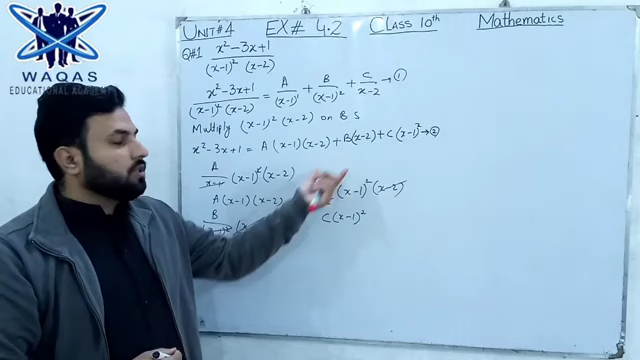 WAQAS
EDUCATIONAL ACADEMY
UNIT#4 EX# 4.2 CLASS 10th Mathematics
Q#1 x²-3x+1 / (x-1)² (x-2)
x²-3x+1 / (x-1)² (x-2) = A / (x-1) + B / (x-1)² + C / x-2 → ①
Multiply (x-1)² (x-2) on B S
x²-3x+1 = A (x-1)(x-2) + B(x-2) + C (x-1)² → ②
A / x-1 (x-1)² (x-2)
(x-1)² (x-2)
A(x-1) (x-2)
C(x-1)²
B / (x-1)² (x